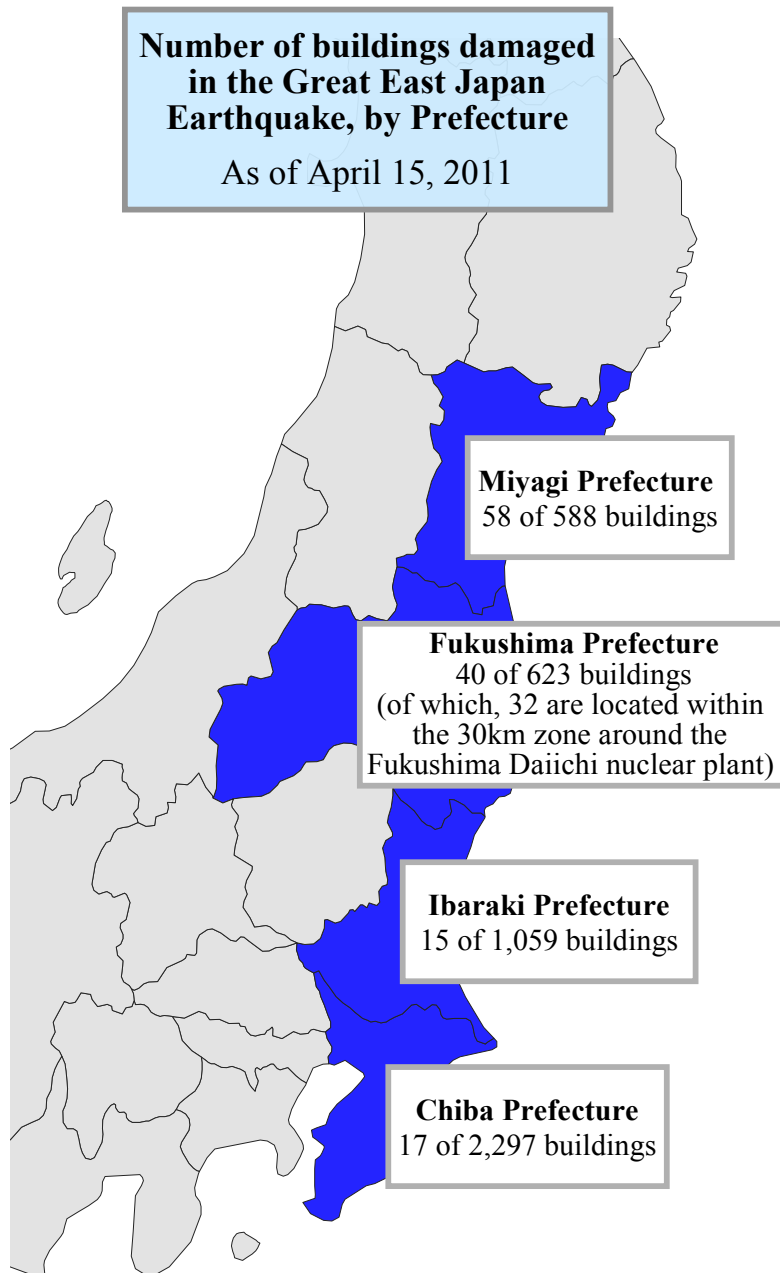 Number of buildings damaged
in the Great East Japan
Earthquake, by Prefecture
As of April 15, 2011
Miyagi Prefecture
58 of 588 buildings
Fukushima Prefecture
40 of 623 buildings
(of which, 32 are located within
the 30km zone around the
Fukushima Daiichi nuclear plant)
Ibaraki Prefecture
15 of 1,059 buildings
Chiba Prefecture
17 of 2,297 buildings